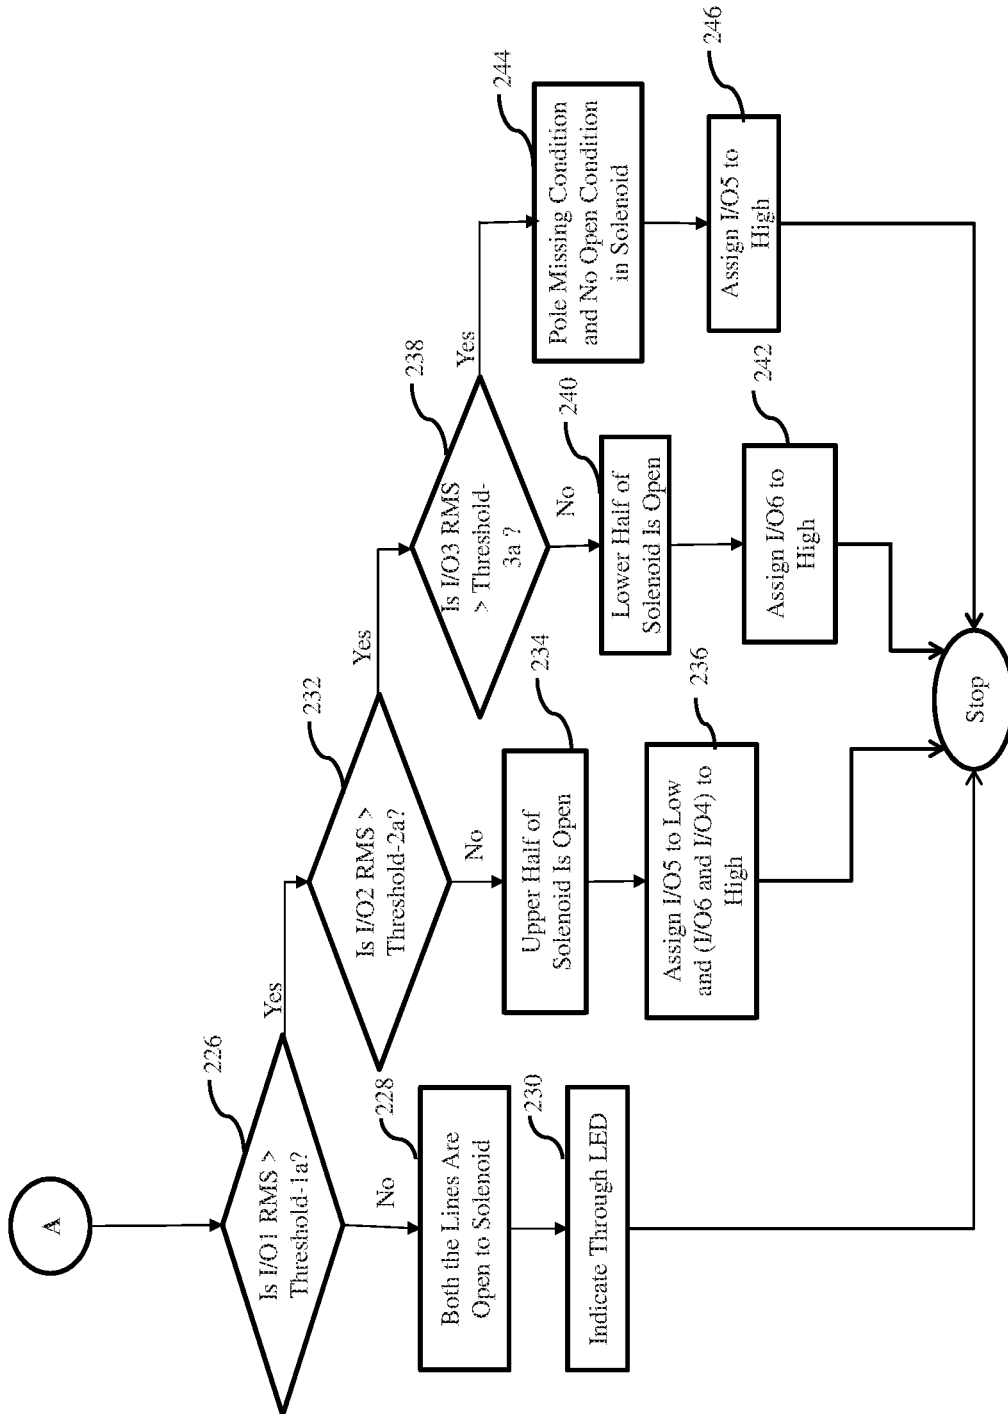 A
Is I/O1 RMS >
Threshold-1a?
226
Yes
No
228
Both the Lines Are
Open to Solenoid
230
Indicate Through LED
Is I/O2 RMS >
Threshold-2a?
232
Yes
No
234
Upper Half of
Solenoid Is Open
236
Assign I/O5 to Low
and (I/O6 and I/O4) to
High
Is I/O3 RMS
> Threshold-
3a ?
238
Yes
No
240
Lower Half of
Solenoid Is Open
242
Assign I/O6 to
High
244
Pole Missing Condition
and No Open Condition
in Solenoid
246
Assign I/O5 to
High
Stop